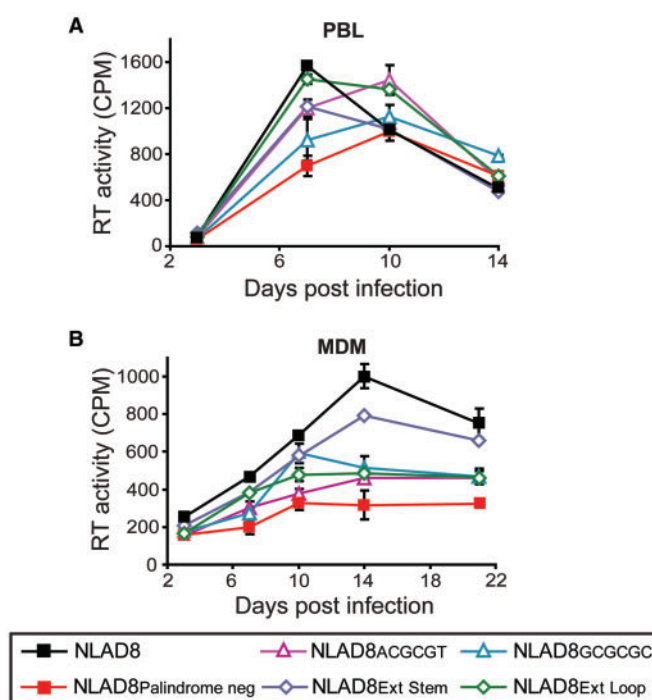 A
PBL
1600
1200
800
400
0
2 6 10 14
RT activity (CPM)
Days post infection
B
MDM
1000
800
600
400
200
0
2 6 10 14 18 22
RT activity (CPM)
Days post infection
NLAD8 NLAD8ACGCGT NLAD8GCGCGC
NLAD8Palindrome neg NLAD8Ext Stem NLAD8Ext Loop